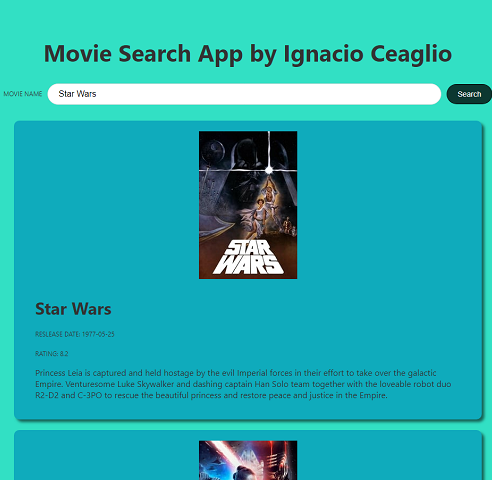 Movie Search App by Ignacio Ceaglio
MOVIE NAME Star Wars Search
STAR
WARS
Star Wars
RESLEASE DATE: 1977-05-25
RATING: 8.2
Princess Leia is captured and held hostage by the evil Imperial forces in their effort to take over the galactic
Empire. Venturesome Luke Skywalker and dashing captain Han Solo team together with the loveable robot duo
R2-D2 and C-3PO to rescue the beautiful princess and restore peace and justice in the Empire.